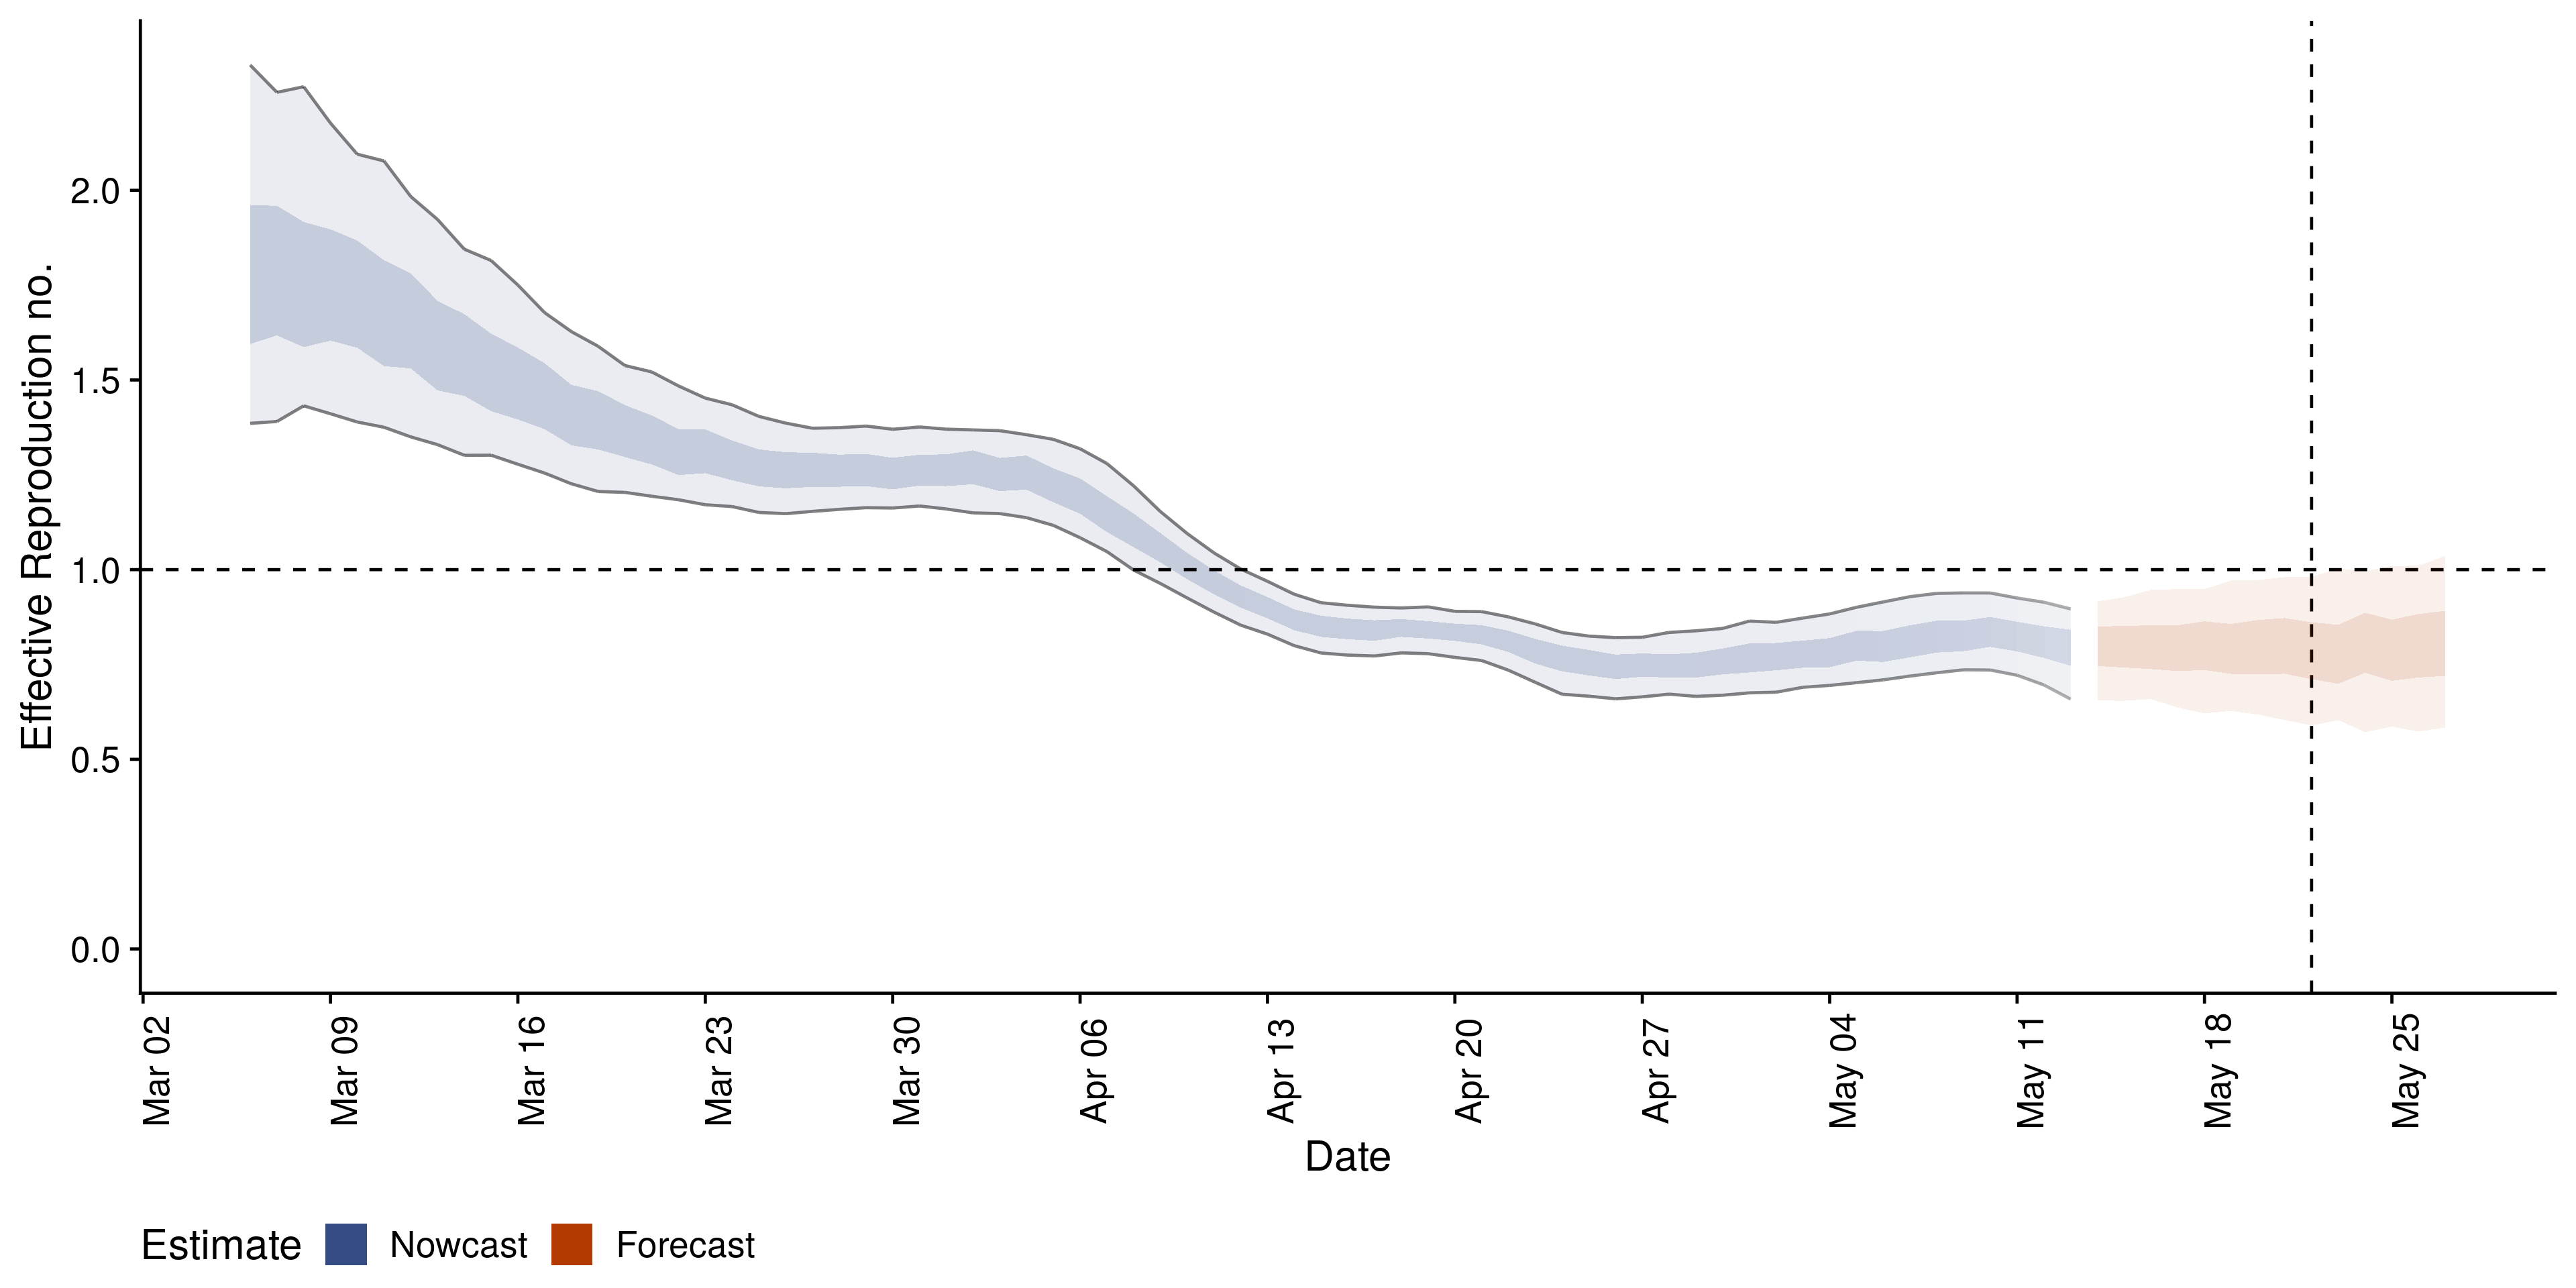 Effective Reproduction no.
2.0
1.5
1.0
0.5
0.0
Mar 02
Mar 09
Mar 16
Mar 23
Mar 30
Apr 06
Apr 13
Apr 20
Apr 27
May 04
May 11
May 18
May 25
Date
Estimate Nowcast Forecast